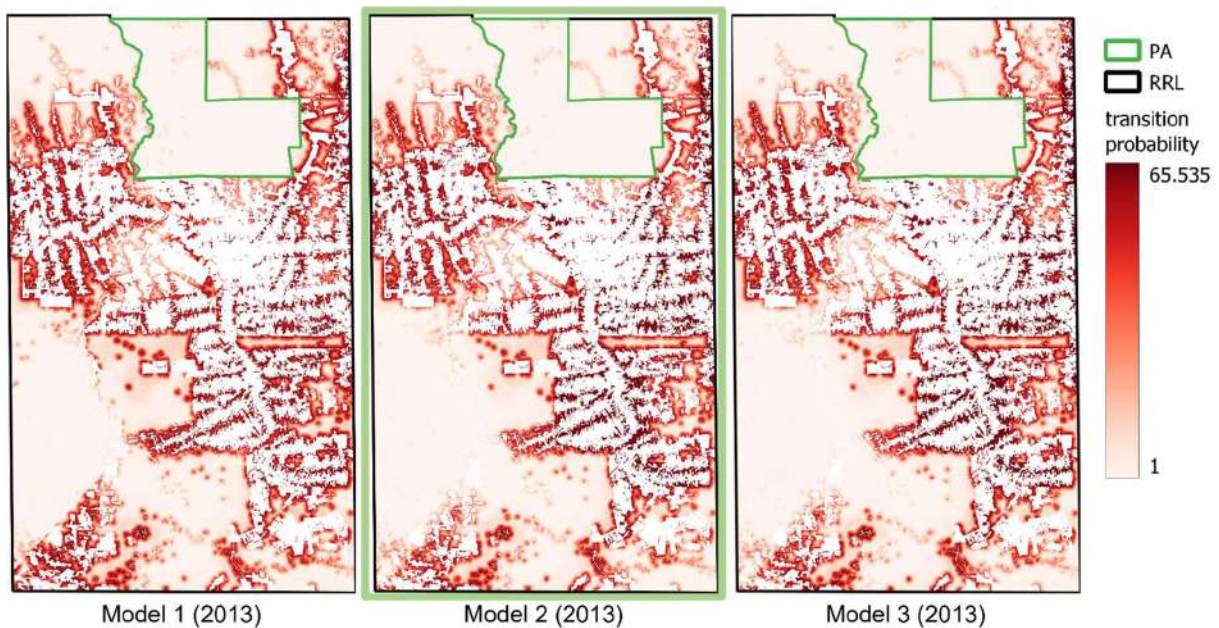 PA
RRL
transition
probability
65.535
1
Model 1 (2013)
Model 2 (2013)
Model 3 (2013)